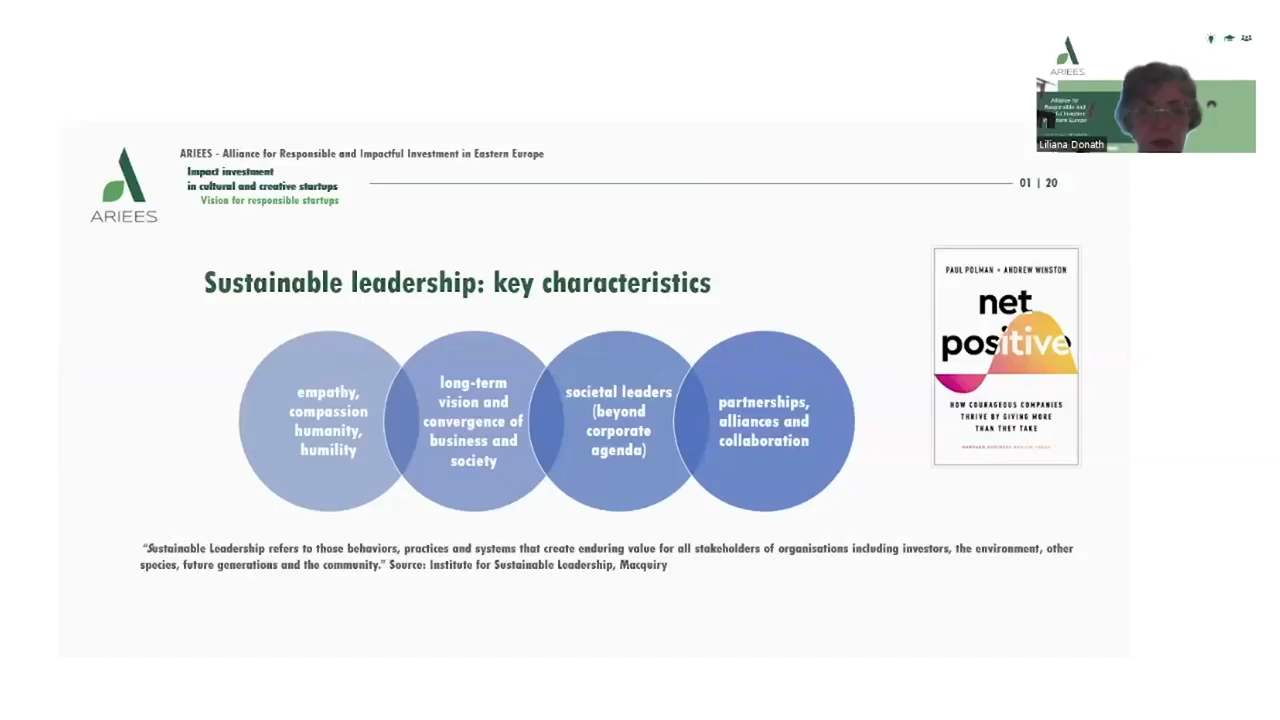 ARIEES
Alliance for
Responsible and
Liliana Donath
ARIEES - Alliance for Responsible and Impactful Investment in Eastern Europe
Impact investment
in cultural and creative startups
Vision for responsible startups
01 | 20
ARIEES
Sustainable leadership: key characteristics
empathy,
compassion
humanity,
humility
long-term
vision and
convergence of
business and
society
societal leaders
(beyond
corporate
agenda)
partnerships,
alliances and
collaboration
PAUL POLMAN + ANDREW WINSTON
net
positive
HOW COURAGEOUS COMPANIES
THRIVE BY GIVING MORE
THAN THEY TAKE
HARVARD BUSINESS REVIEW PRESS
“Sustainable Leadership refers to those behaviors, practices and systems that create enduring value for all stakeholders of organisations including investors, the environment, other
species, future generations and the community.” Source: Institute for Sustainable Leadership, Macquiry